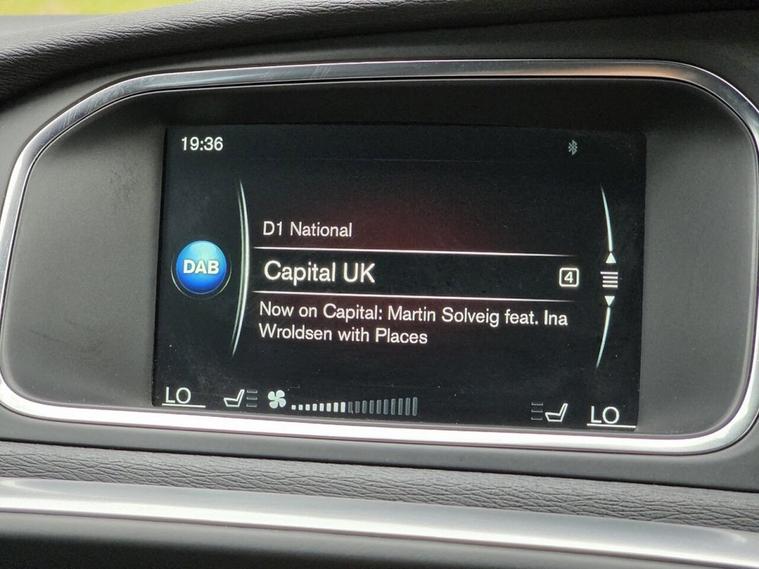 19:36
D1 National
DAB
Capital UK
4
Now on Capital: Martin Solveig feat. Ina
Wroldsen with Places
LO
LO